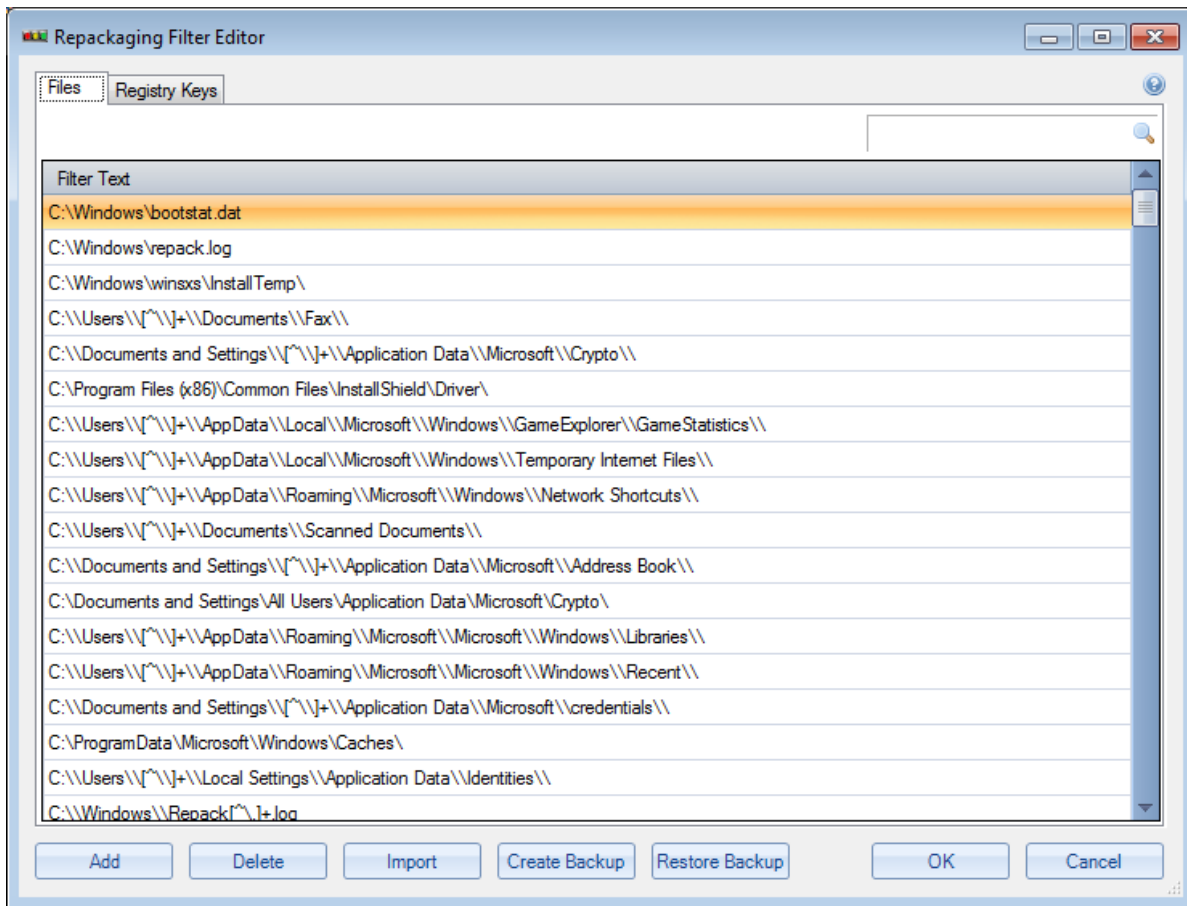 Repackaging Filter Editor
Files
Registry Keys
Filter Text
C:\Windows\bootstat.dat
C:\Windows\repack.log
C:\Windows\winsxs\InstallTemp\
C:\\Users\\[^\\]+\\Documents\\Fax\\
C:\\Documents and Settings\\[^\\]+\\Application Data\\Microsoft\\Crypto\\
C:\Program Files (x86)\Common Files\InstallShield\Driver\
C:\\Users\\[^\\]+\\AppData\\Local\\Microsoft\\Windows\\GameExplorer\\GameStatistics\\
C:\\Users\\[^\\]+\\AppData\\Local\\Microsoft\\Windows\\Temporary Internet Files\\
C:\\Users\\[^\\]+\\AppData\\Roaming\\Microsoft\\Windows\\Network Shortcuts\\
C:\\Users\\[^\\]+\\Documents\\Scanned Documents\\
C:\\Documents and Settings\\[^\\]+\\Application Data\\Microsoft\\Address Book\\
C:\Documents and Settings\All Users\Application Data\Microsoft\Crypto\
C:\\Users\\[^\\]+\\AppData\\Roaming\\Microsoft\\Microsoft\\Windows\\Libraries\\
C:\\Users\\[^\\]+\\AppData\\Roaming\\Microsoft\\Microsoft\\Windows\\Recent\\
C:\\Documents and Settings\\[^\\]+\\Application Data\\Microsoft\\credentials\\
C:\ProgramData\Microsoft\Windows\Caches\
C:\\Users\\[^\\]+\\Local Settings\\Application Data\\Identities\\
C:\\Windows\\Repack[^\.]+.log
Add
Delete
Import
Create Backup
Restore Backup
OK
Cancel